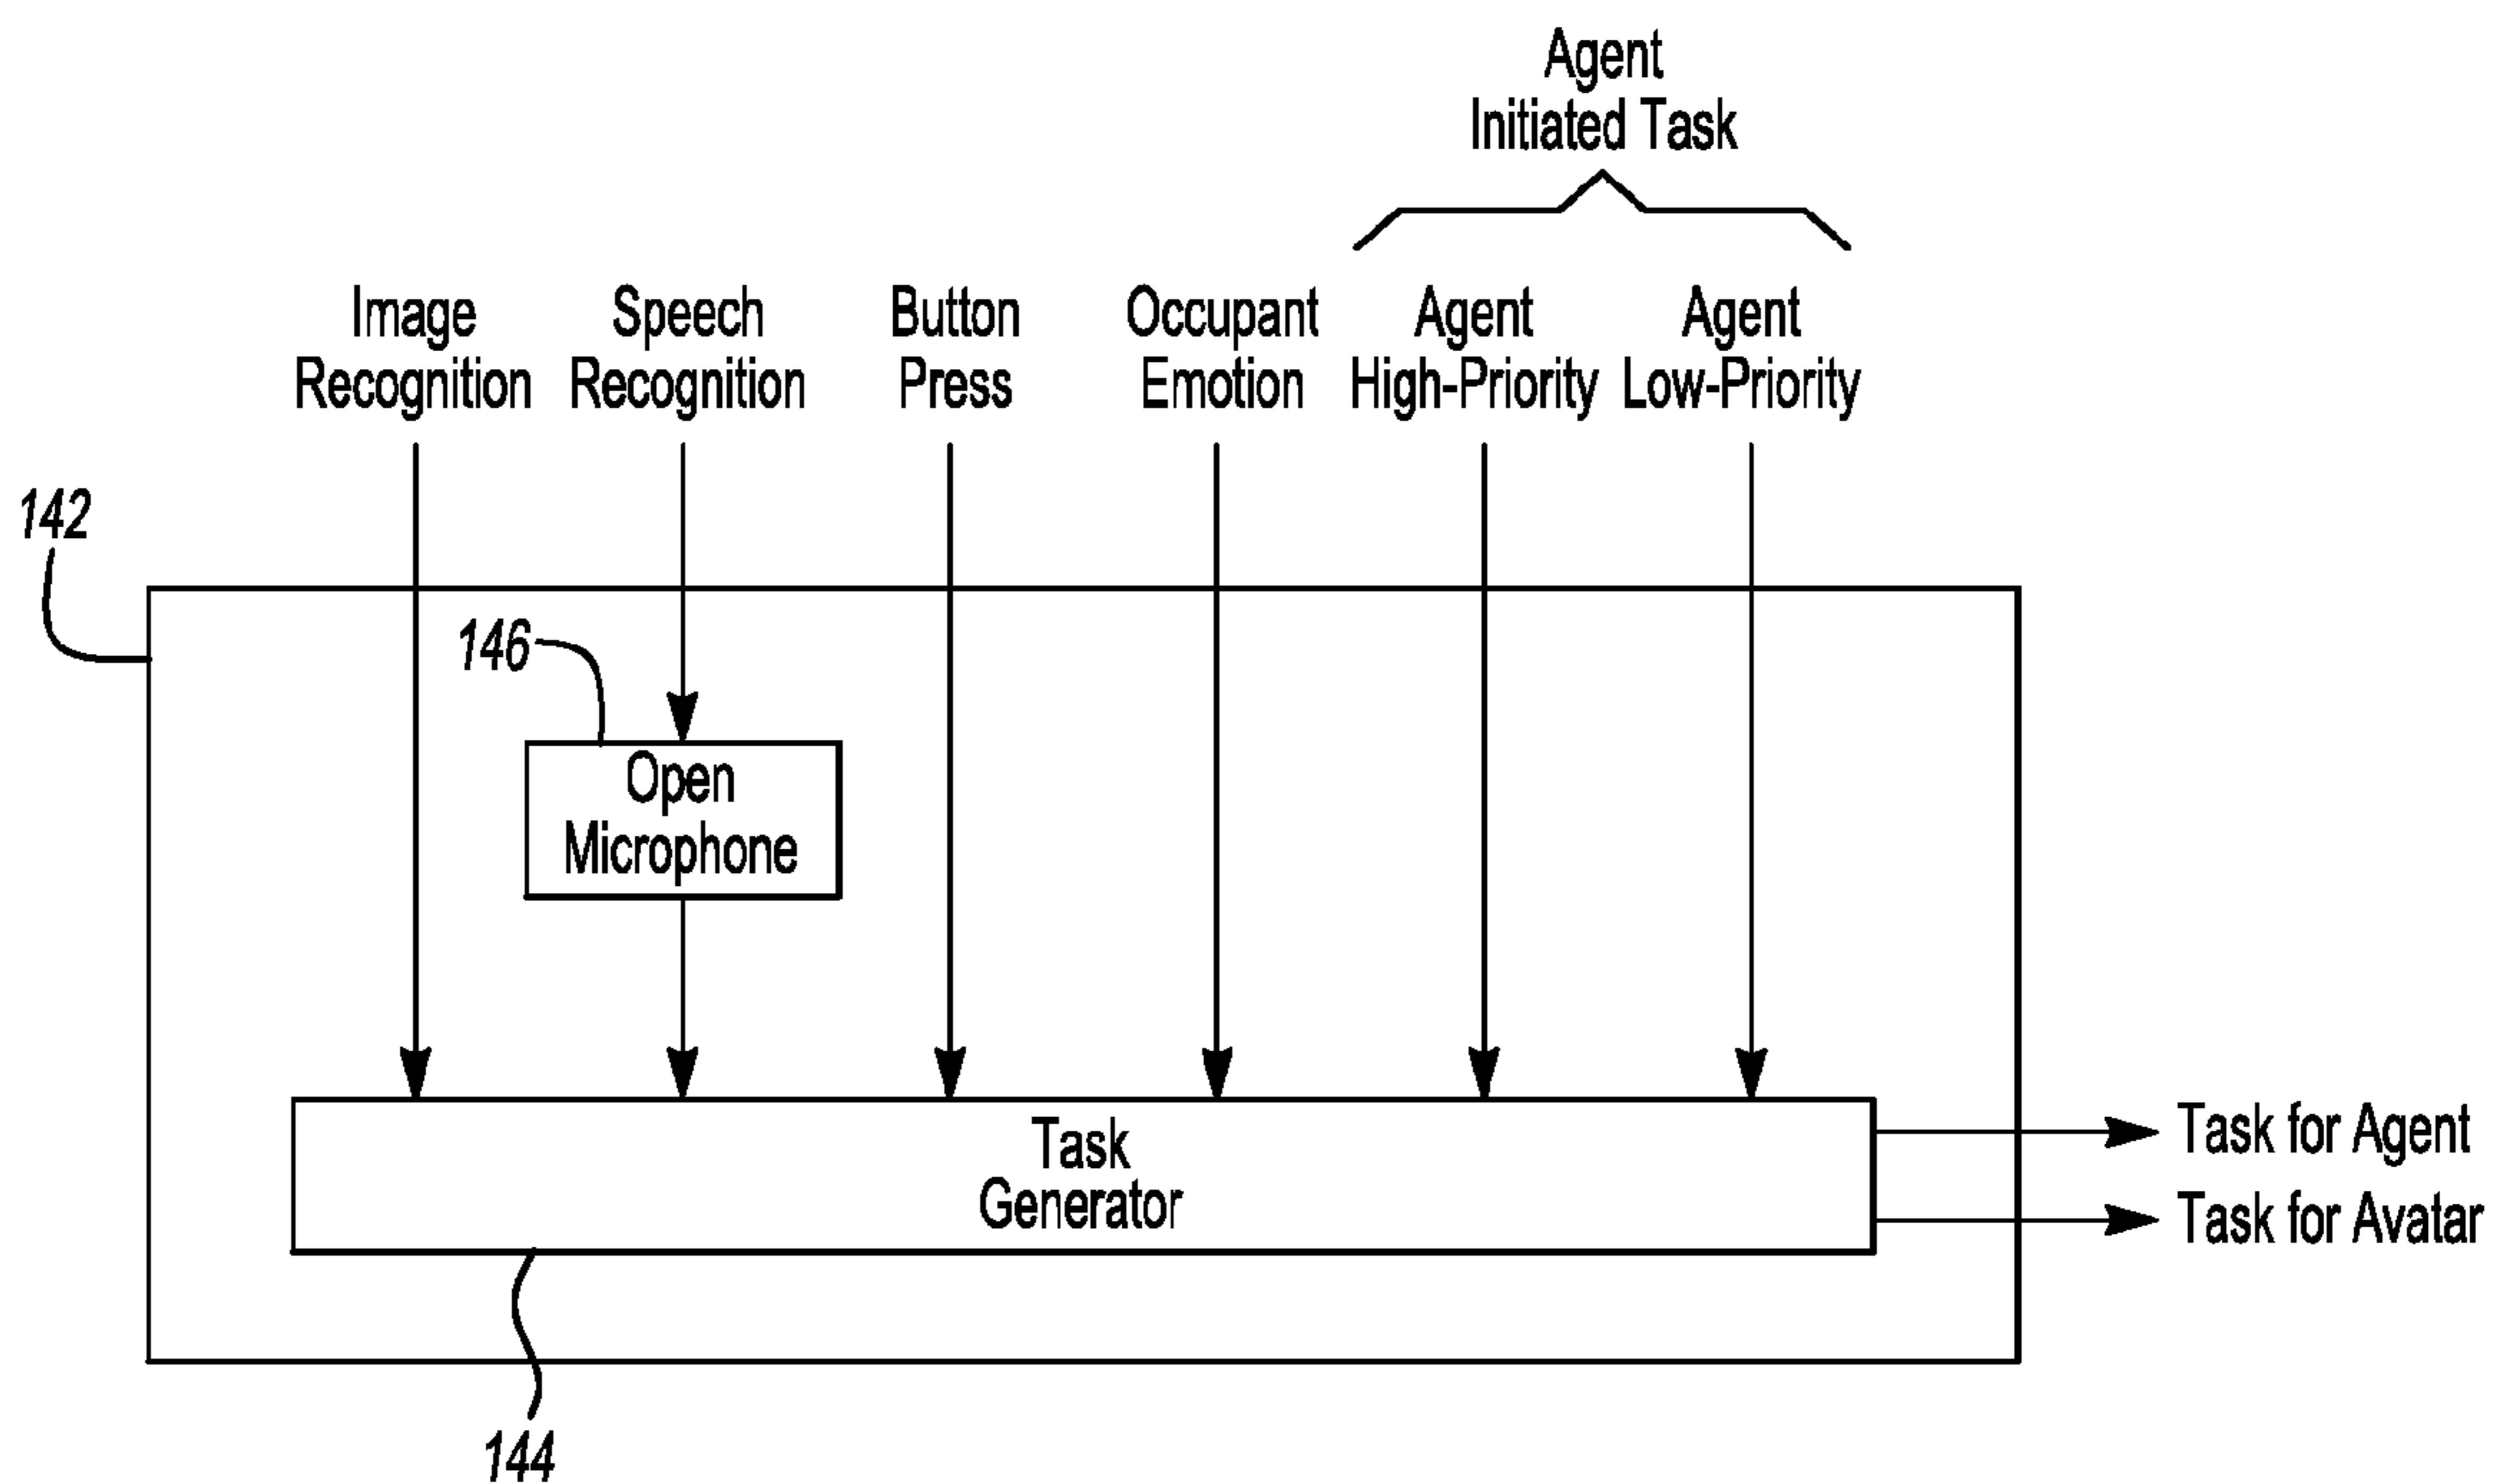 Agent
Initiated Task
Image
Recognition
Speech
Recognition
Button
Press
Occupant
Emotion
Agent
High-Priority
Agent
Low-Priority
142
146
Open
Microphone
Task
Generator
Task for Agent
Task for Avatar
144